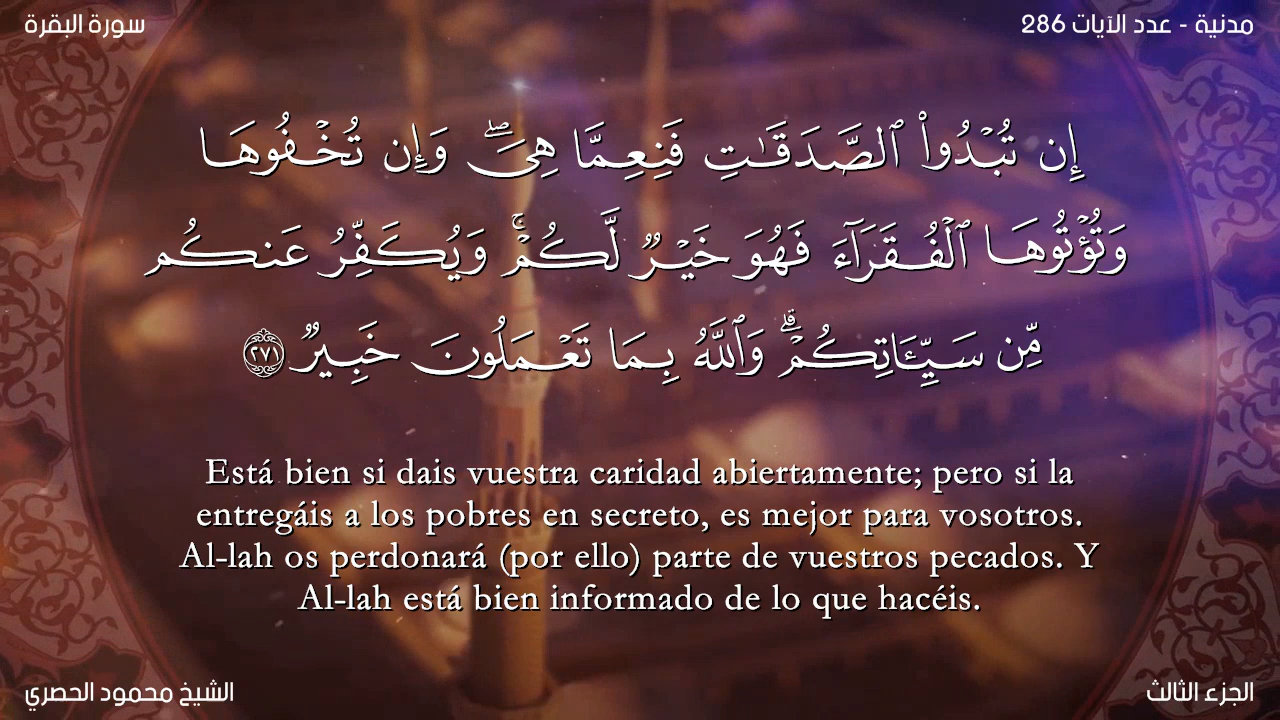 سورة البقرة
مدنية - عدد الآيات 286
إِن تُبْدُوا۟ ٱلصَّدَقَـٰتِ فَنِعِمَّا هِىَ ۖ وَإِن تُخْفُوهَا
وَتُؤْتُوهَا ٱلْفُقَرَآءَ فَهُوَ خَيْرٌ لَّكُمْ ۚ وَيُكَفِّرُ عَنكُم
مِّن سَيِّـَٔاتِكُمْ ۗ وَٱللَّهُ بِمَا تَعْمَلُونَ خَبِيرٌ ٢٧١
Está bien si dais vuestra caridad abiertamente; pero si la
entregáis a los pobres en secreto, es mejor para vosotros.
Al-lah os perdonará (por ello) parte de vuestros pecados. Y
Al-lah está bien informado de lo que hacéis.
الشيخ محمود الحصري
الجزء الثالث